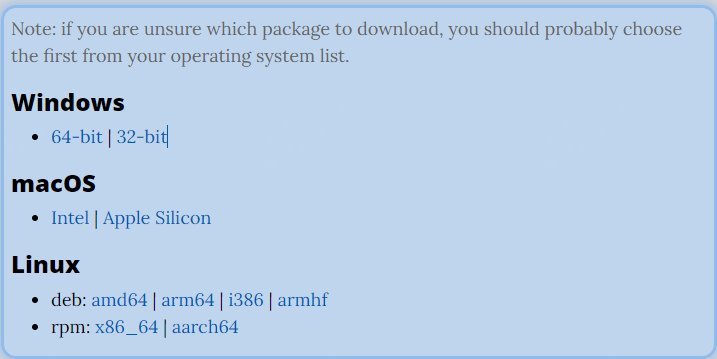 Note: if you are unsure which package to download, you should probably choose
the first from your operating system list.
Windows
• 64-bit | 32-bit
macOS
• Intel | Apple Silicon
Linux
• deb: amd64 | arm64 | i386 | armhf
• rpm: x86_64 | aarch64